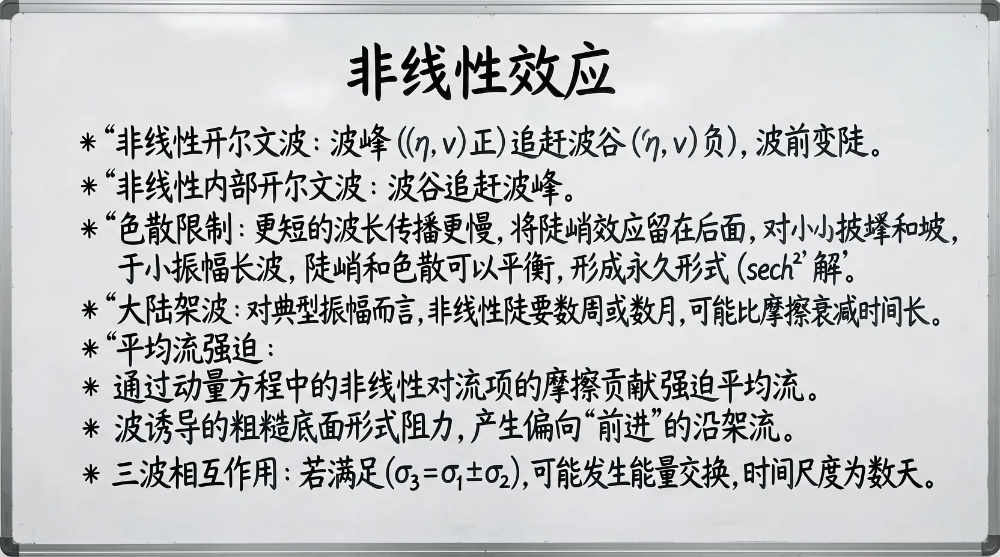 非线性效应
* “非线性开尔文波：波峰 ((η, v) 正) 追赶波谷 (‘η, v) 负)，波前变陡。
* “非线性内部开尔文波：波谷追赶波峰。
* “色散限制：更短的波长传播更慢，将陡峭效应留在后面，对小小披和坡，
于小振幅长波，陡峭和色散可以平衡，形成永久形式 (sech²’ 解’。
* “大陆架波：对典型振幅而言，非线性陡要数周或数月，可能比摩擦衰减时间长。
* “平均流强迫：
* 通过动量方程中的非线性对流项的摩擦贡献强迫平均流。
* 波诱导的粗糙底面形式阻力，产生偏向“前进”的沿架流。
* 三波相互作用：若满足(σ₃=σ₁±σ₂)，可能发生能量交换，时间尺度为数天。